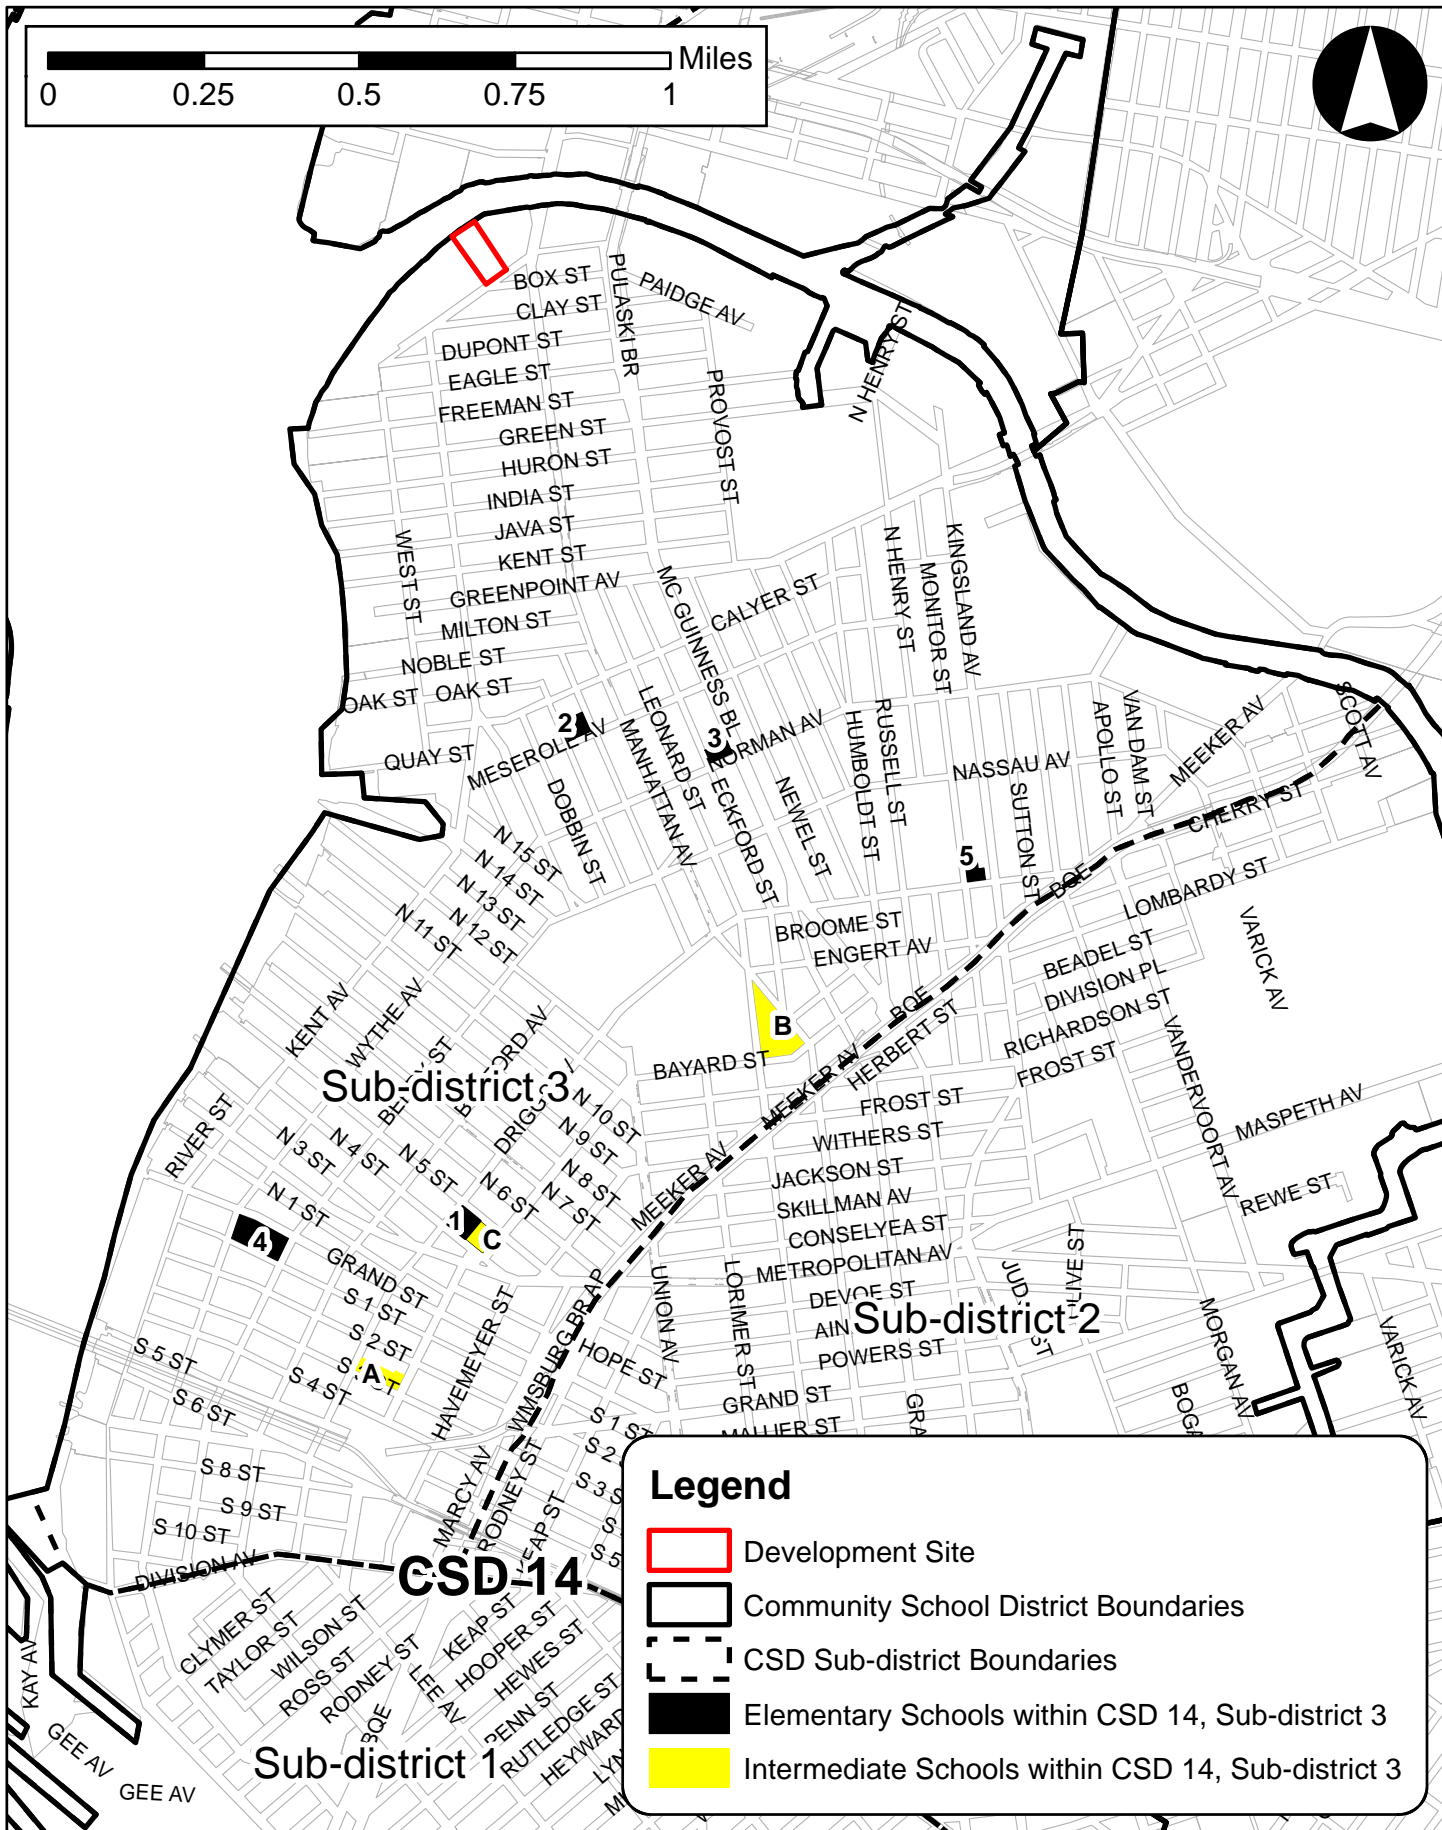 Miles
0 0.25 0.5 0.75 1
BOX ST
CLAY ST
PULASKI BR
PAIDGE AV
DUPONT ST
EAGLE ST
FREEMAN ST
GREEN ST
HURON ST
INDIA ST
JAVA ST
KENT ST
GREENPOINT AV
MILTON ST
NOBLE ST
OAK ST
OAK ST
WEST ST
PROVOST ST
N HENRY ST
N HENRY ST
MONITOR ST
KINGSLAND AV
CALYER ST
MC GUINNESS BL
QUAY ST
MESEROLE AV
2
3
NORMAN AV
LEONARD ST
MANHATTAN AV
DOBBIN ST
ECKFORD ST
NEWEL ST
HUMBOLDT ST
RUSSELL ST
NASSAU AV
SUTTON ST
APOLLO ST
VAN DAM ST
MEEKER AV
SCOTT AV
CHERRY ST
5
BQE
LOMBARDY ST
VARICK AV
N 15 ST
N 14 ST
N 13 ST
N 12 ST
N 11 ST
BROOME ST
ENGERT AV
BEADEL ST
DIVISION PL
RICHARDSON ST
FROST ST
VANDERVOORT AV
BQE
HERBERT ST
B
BAYARD ST
MEEKER AV
KENT AV
WYTHE AV
Sub-district 3
N 10 ST
N 9 ST
N 8 ST
N 7 ST
N 6 ST
N 5 ST
N 4 ST
N 3 ST
N 1 ST
RIVER ST
FROST ST
WITHERS ST
JACKSON ST
SKILLMAN AV
CONSELYEA ST
METROPOLITAN AV
DEVOE ST
MASPETH AV
REWE ST
MEEKER AV
1
C
4
GRAND ST
S 1 ST
S 2 ST
A
S 4 ST
S 5 ST
S 6 ST
HAVEMEYER ST
WMSBURG BR AP
UNION AV
LORIMER ST
HOPE ST
Sub-district 2
POWERS ST
GRAND ST
MORGAN AV
VARICK AV
S 1 ST
S 8 ST
S 9 ST
S 10 ST
MARCY AV
RODNEY ST
KEAP ST
DIVISION AV
CSD 14
CLYMER ST
TAYLOR ST
WILSON ST
ROSS ST
RODNEY ST
BQE
LEE AV
KEAP ST
HOOPER ST
HEWES ST
PENN ST
RUTLEDGE ST
KAY AV
GEE AV
GEE AV
Sub-district 1
Legend
Development Site
Community School District Boundaries
CSD Sub-district Boundaries
Elementary Schools within CSD 14, Sub-district 3
Intermediate Schools within CSD 14, Sub-district 3